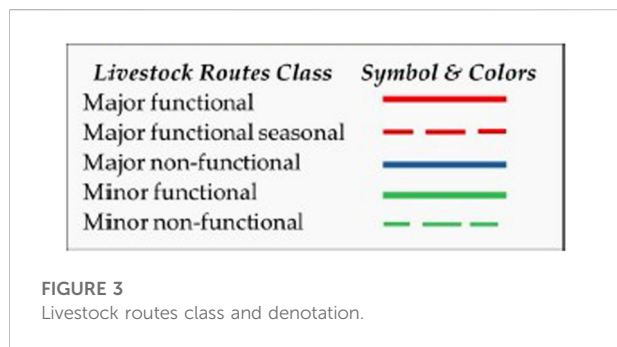 Livestock Routes Class Symbol & Colors
Major functional
Major functional seasonal
Major non-functional
Minor functional
Minor non-functional
FIGURE 3
Livestock routes class and denotation.